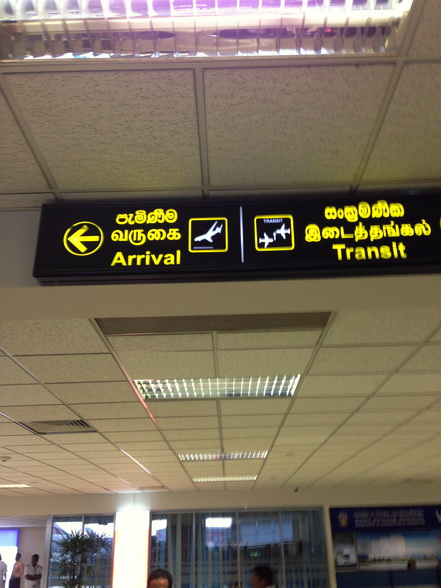 පැමිණීම
வருகை
Arrival
TRANSIT
සංක්‍රමණික
இடைத்தங்கல்
Transit